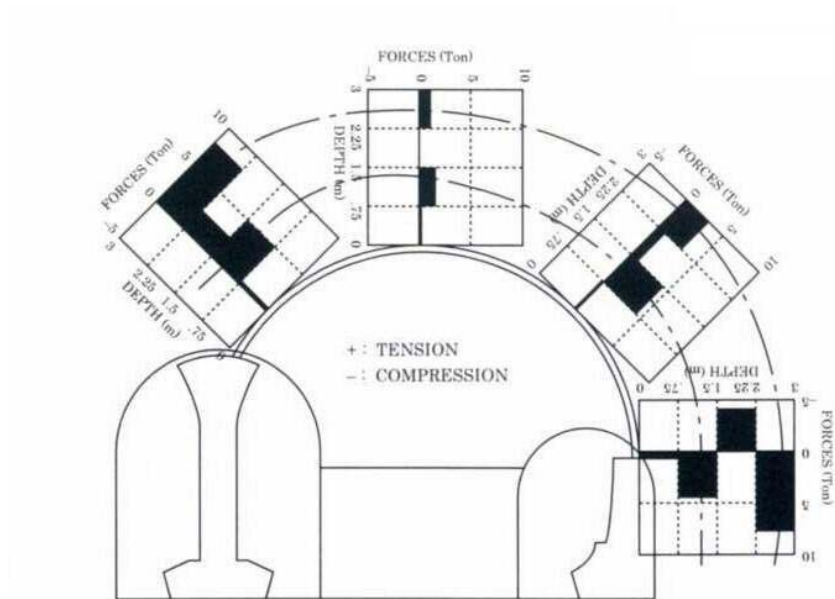 FORCES (Ton)
-5 0 5 10
DEPTH (m)
3 2.25 1.5 .75 0
FORCES (Ton)
-5 0 5 10
DEPTH (m)
3 2.25 1.5 .75 0
FORCES (Ton)
-5 0 5 10
DEPTH (m)
3 2.25 1.5 .75 0
+ : TENSION
– : COMPRESSION
DEPTH (m)
0 .75 1.5 2.25 3
FORCES (Ton)
-5 0 5 10